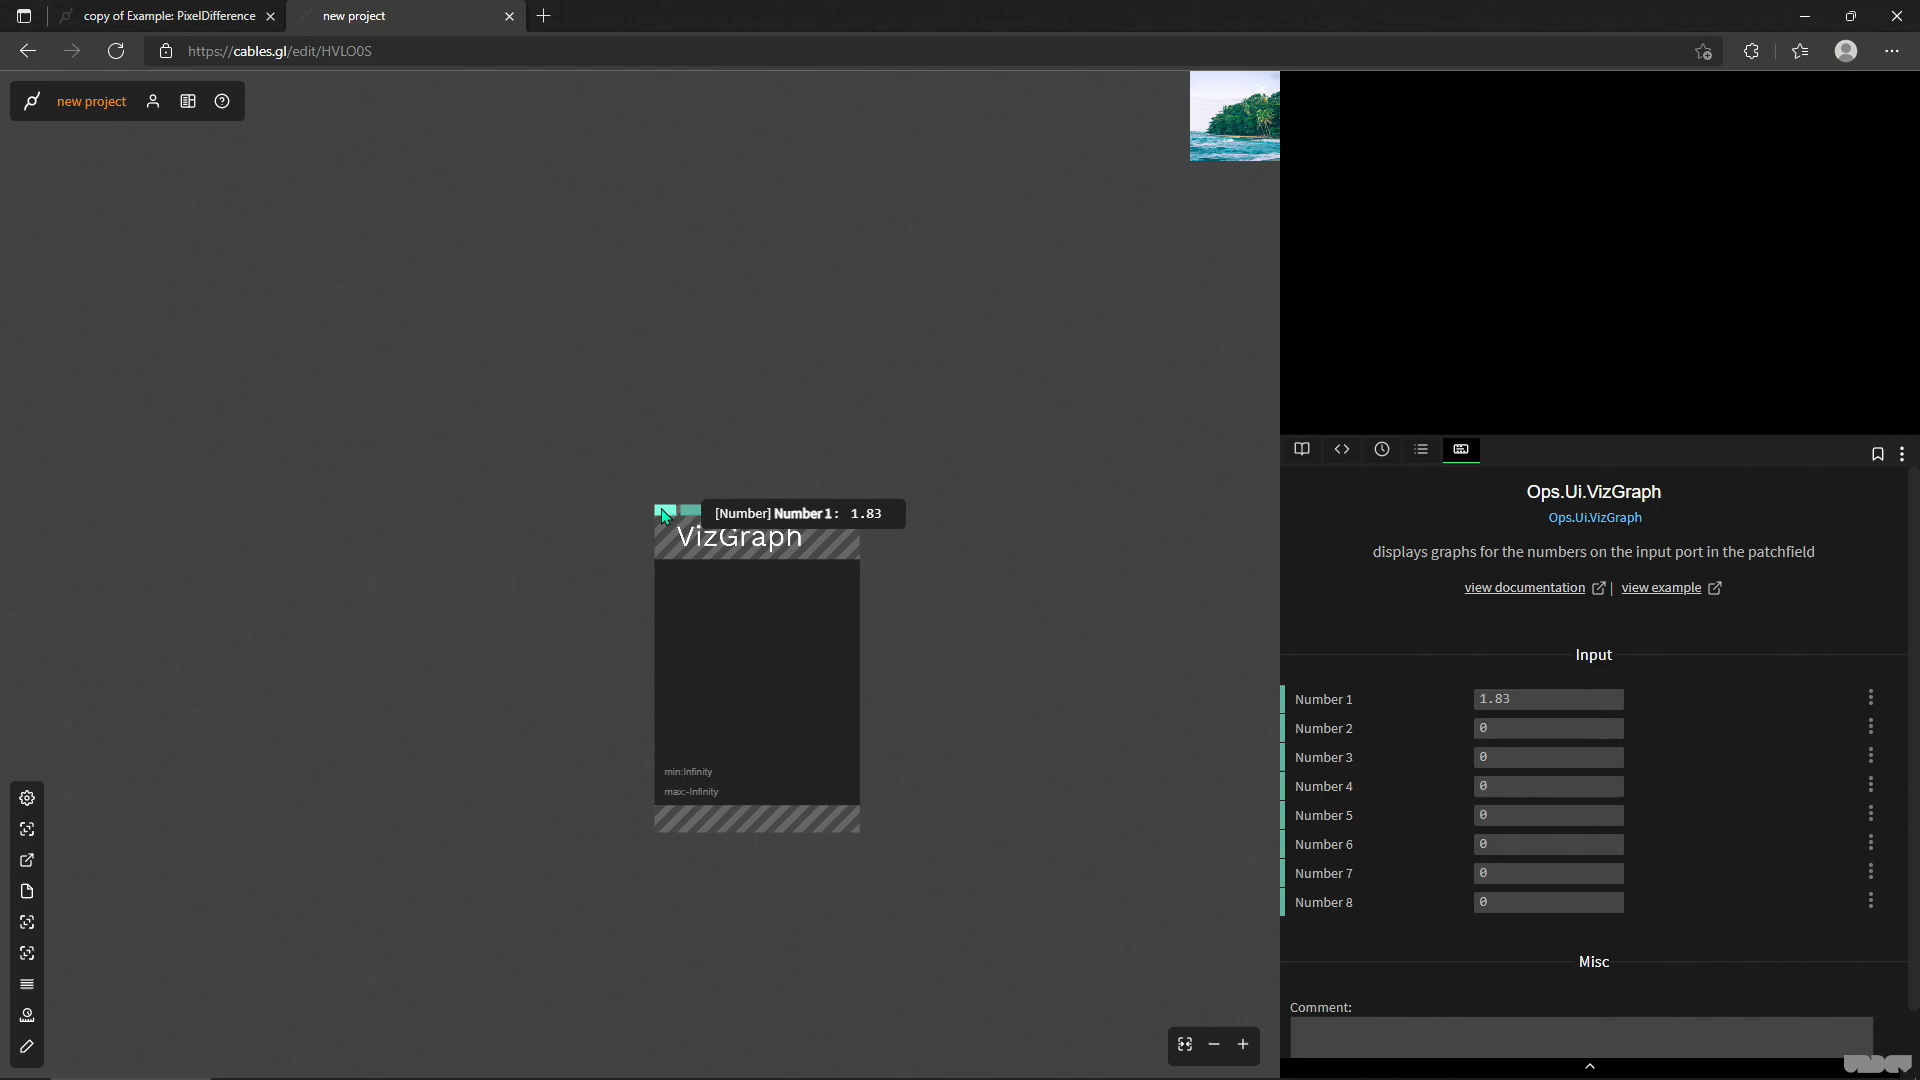 copy of Example: PixelDifference
new project
https://cables.gl/edit/HVLO0S
new project
[Number] Number 1: 1.83
VizGraph
min:Infinity
max:-Infinity
Ops.Ui.VizGraph
Ops.Ui.VizGraph
displays graphs for the numbers on the input port in the patchfield
view documentation | view example
Input
Number 1 1.83
Number 2 0
Number 3 0
Number 4 0
Number 5 0
Number 6 0
Number 7 0
Number 8 0
Misc
Comment: